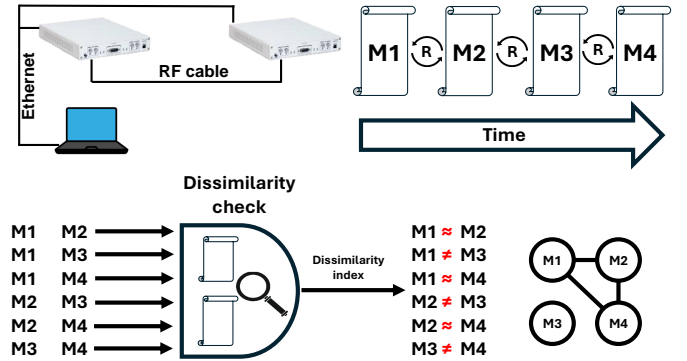 Ethernet
RF cable
M1 R M2 R M3 R M4
Time
Dissimilarity
check
M1 M2
M1 M3
M1 M4
M2 M3
M2 M4
M3 M4
Dissimilarity
index
M1 ≈ M2
M1 ≠ M3
M1 ≈ M4
M2 ≠ M3
M2 ≈ M4
M3 ≠ M4
M1 M2
M3 M4